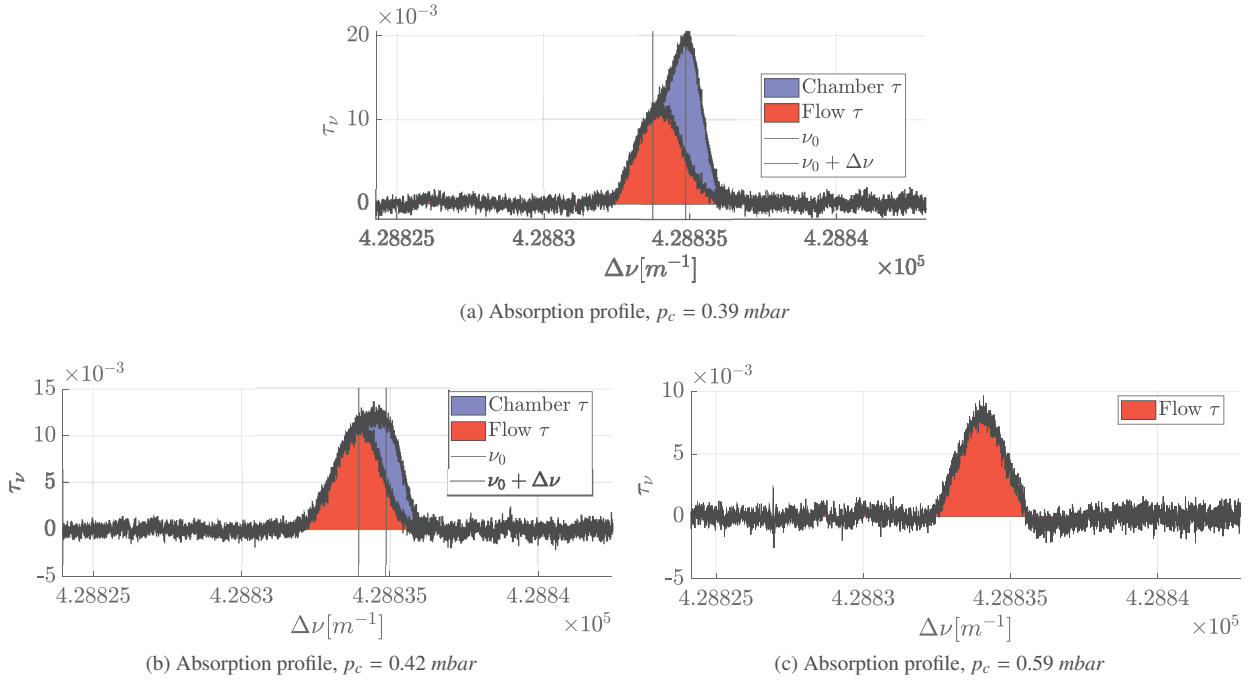 ×10⁻³
20
10
0
τ_ν
Chamber τ
Flow τ
ν₀
ν₀ + Δν
4.28825 4.2883 4.28835 4.2884
Δν[m⁻¹] ×10⁵
(a) Absorption profile, p_c = 0.39 mbar
×10⁻³
15
10
5
0
-5
τ_ν
Chamber τ
Flow τ
ν₀
ν₀ + Δν
4.28825 4.2883 4.28835 4.2884
Δν[m⁻¹] ×10⁵
(b) Absorption profile, p_c = 0.42 mbar
×10⁻³
10
5
0
-5
τ_ν
Flow τ
4.28825 4.2883 4.28835 4.2884
Δν[m⁻¹] ×10⁵
(c) Absorption profile, p_c = 0.59 mbar